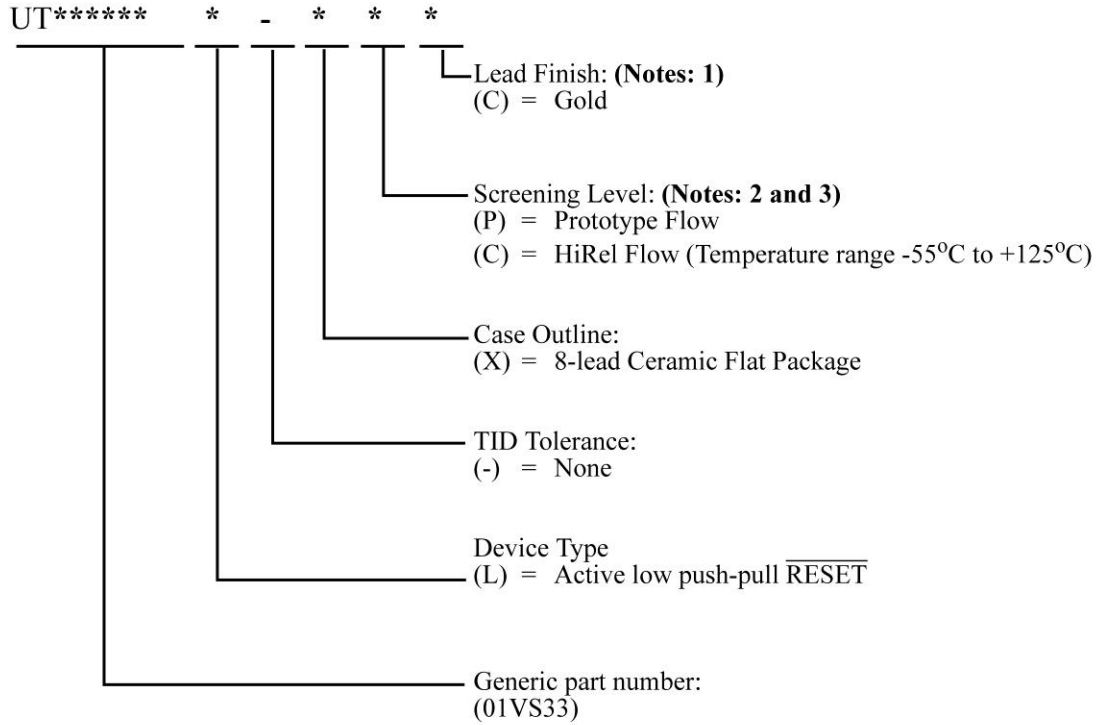 UT****** * - * * *
Lead Finish: (Notes: 1)
(C) = Gold
Screening Level: (Notes: 2 and 3)
(P) = Prototype Flow
(C) = HiRel Flow (Temperature range -55°C to +125°C)
Case Outline:
(X) = 8-lead Ceramic Flat Package
TID Tolerance:
(-) = None
Device Type
(L) = Active low push-pull R̅E̅S̅E̅T̅
Generic part number:
(01VS33)